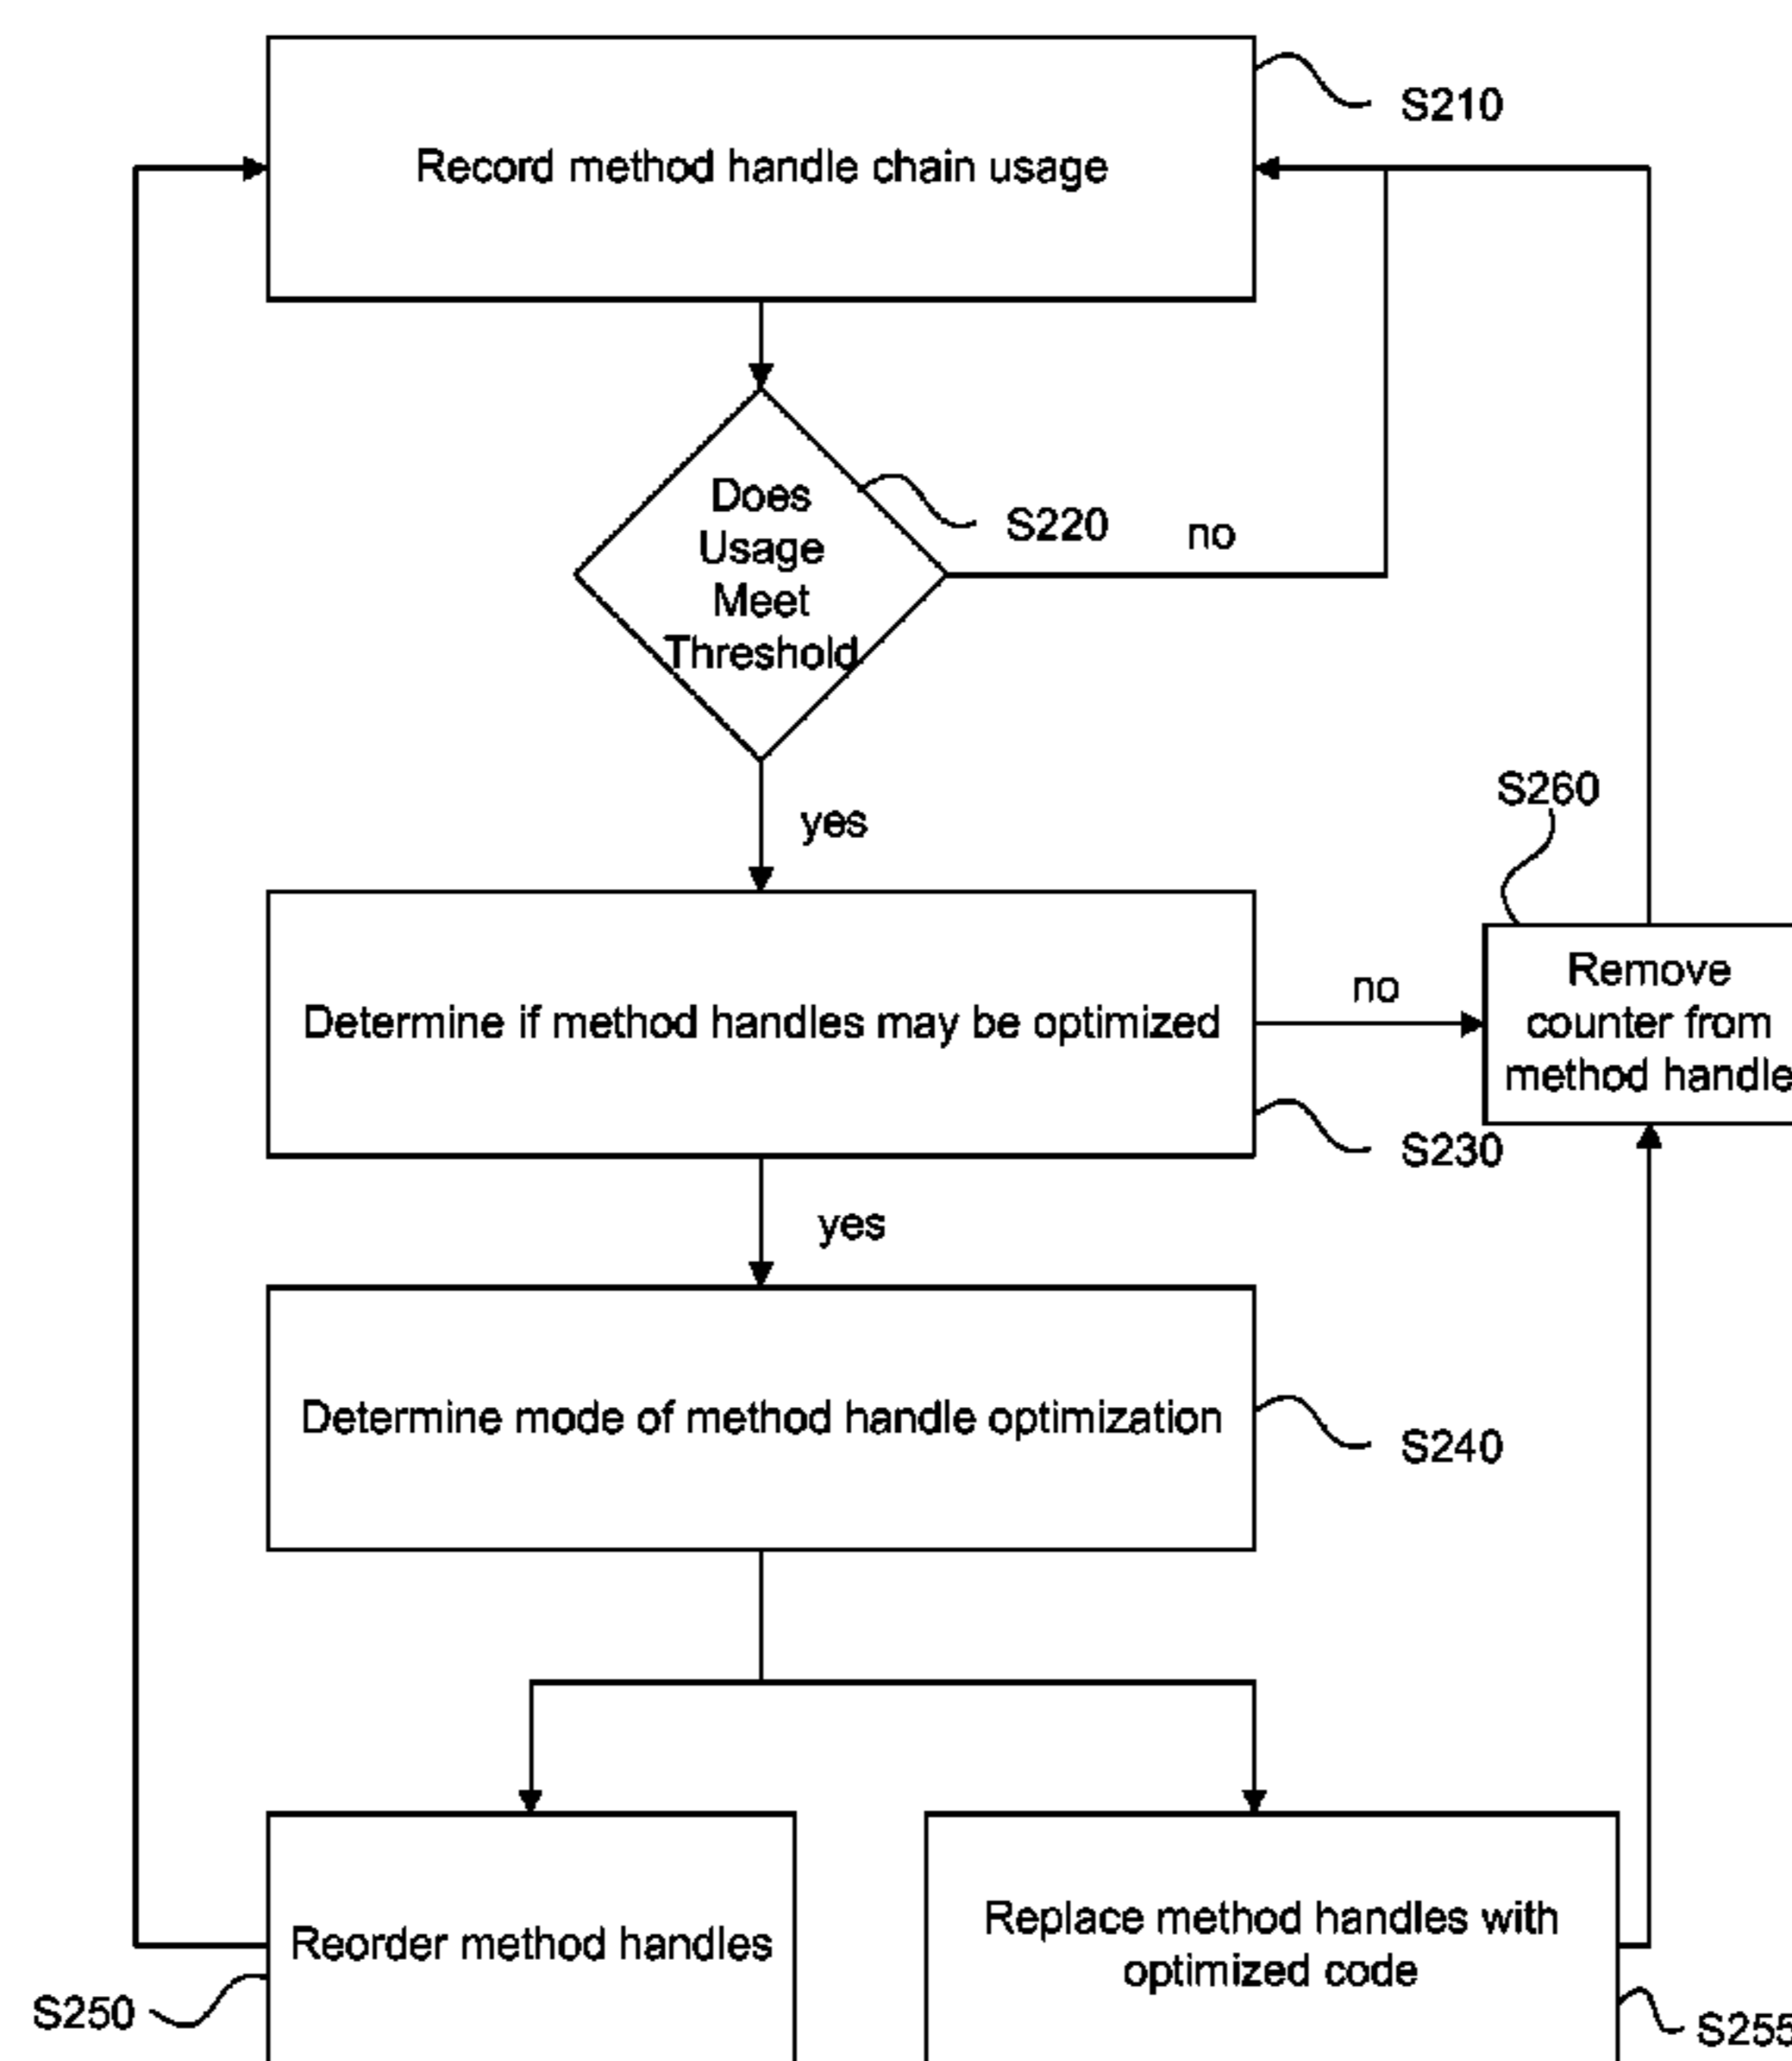 S210
Record method handle chain usage
Does
Usage
Meet
Threshold
S220
no
yes
S260
Remove
counter from
method handle
no
Determine if method handles may be optimized
S230
yes
Determine mode of method handle optimization
S240
Reorder method handles
Replace method handles with
optimized code
S250
S255